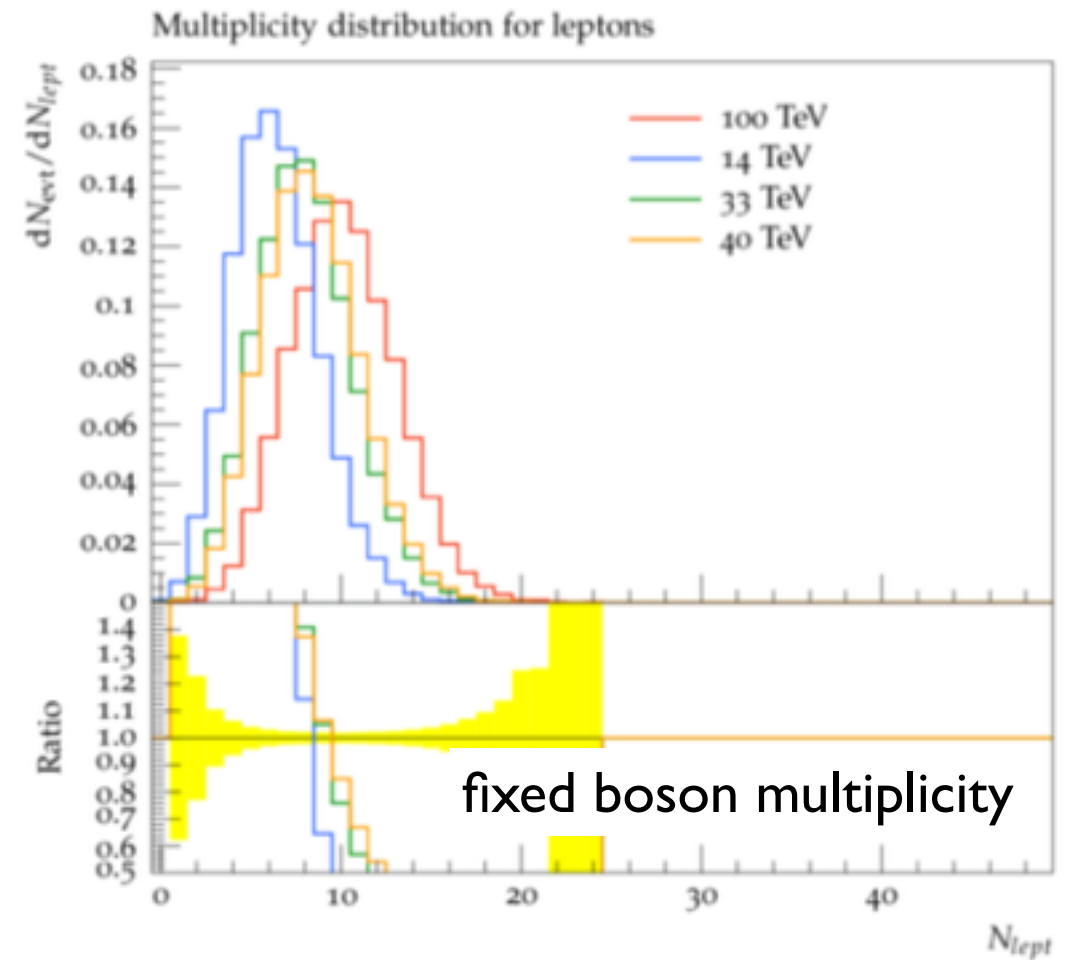 Multiplicity distribution for leptons
dN_evt/dN_lept
0.18
0.16
0.14
0.12
0.1
0.08
0.06
0.04
0.02
0
100 TeV
14 TeV
33 TeV
40 TeV
Ratio
1.4
1.3
1.2
1.1
1.0
0.9
0.8
0.7
0.6
0.5
fixed boson multiplicity
0 10 20 30 40
N_lept